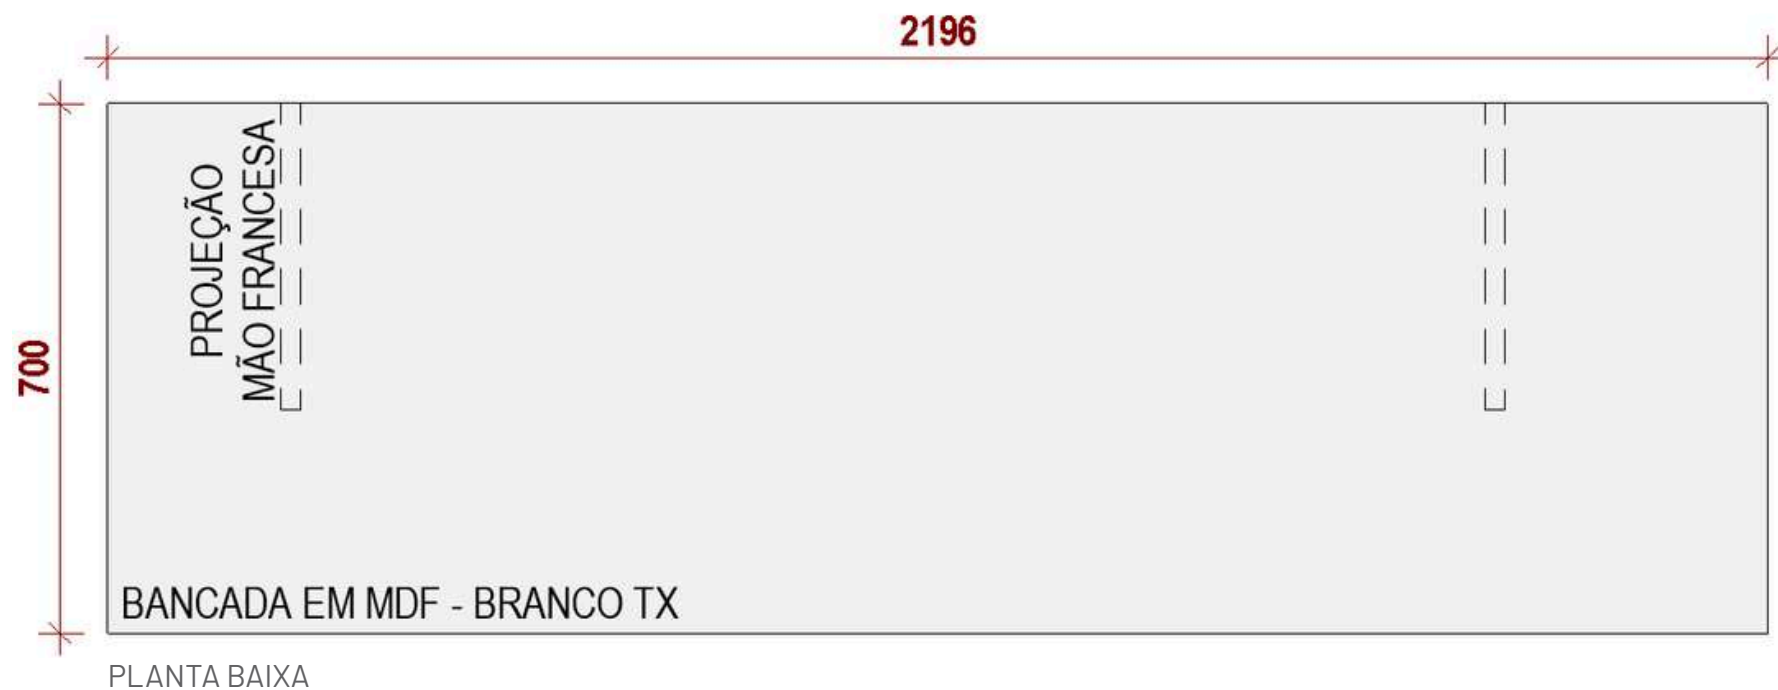 2196
700
PROJEÇÃO
MÃO FRANCESA
BANCADA EM MDF - BRANCO TX
PLANTA BAIXA